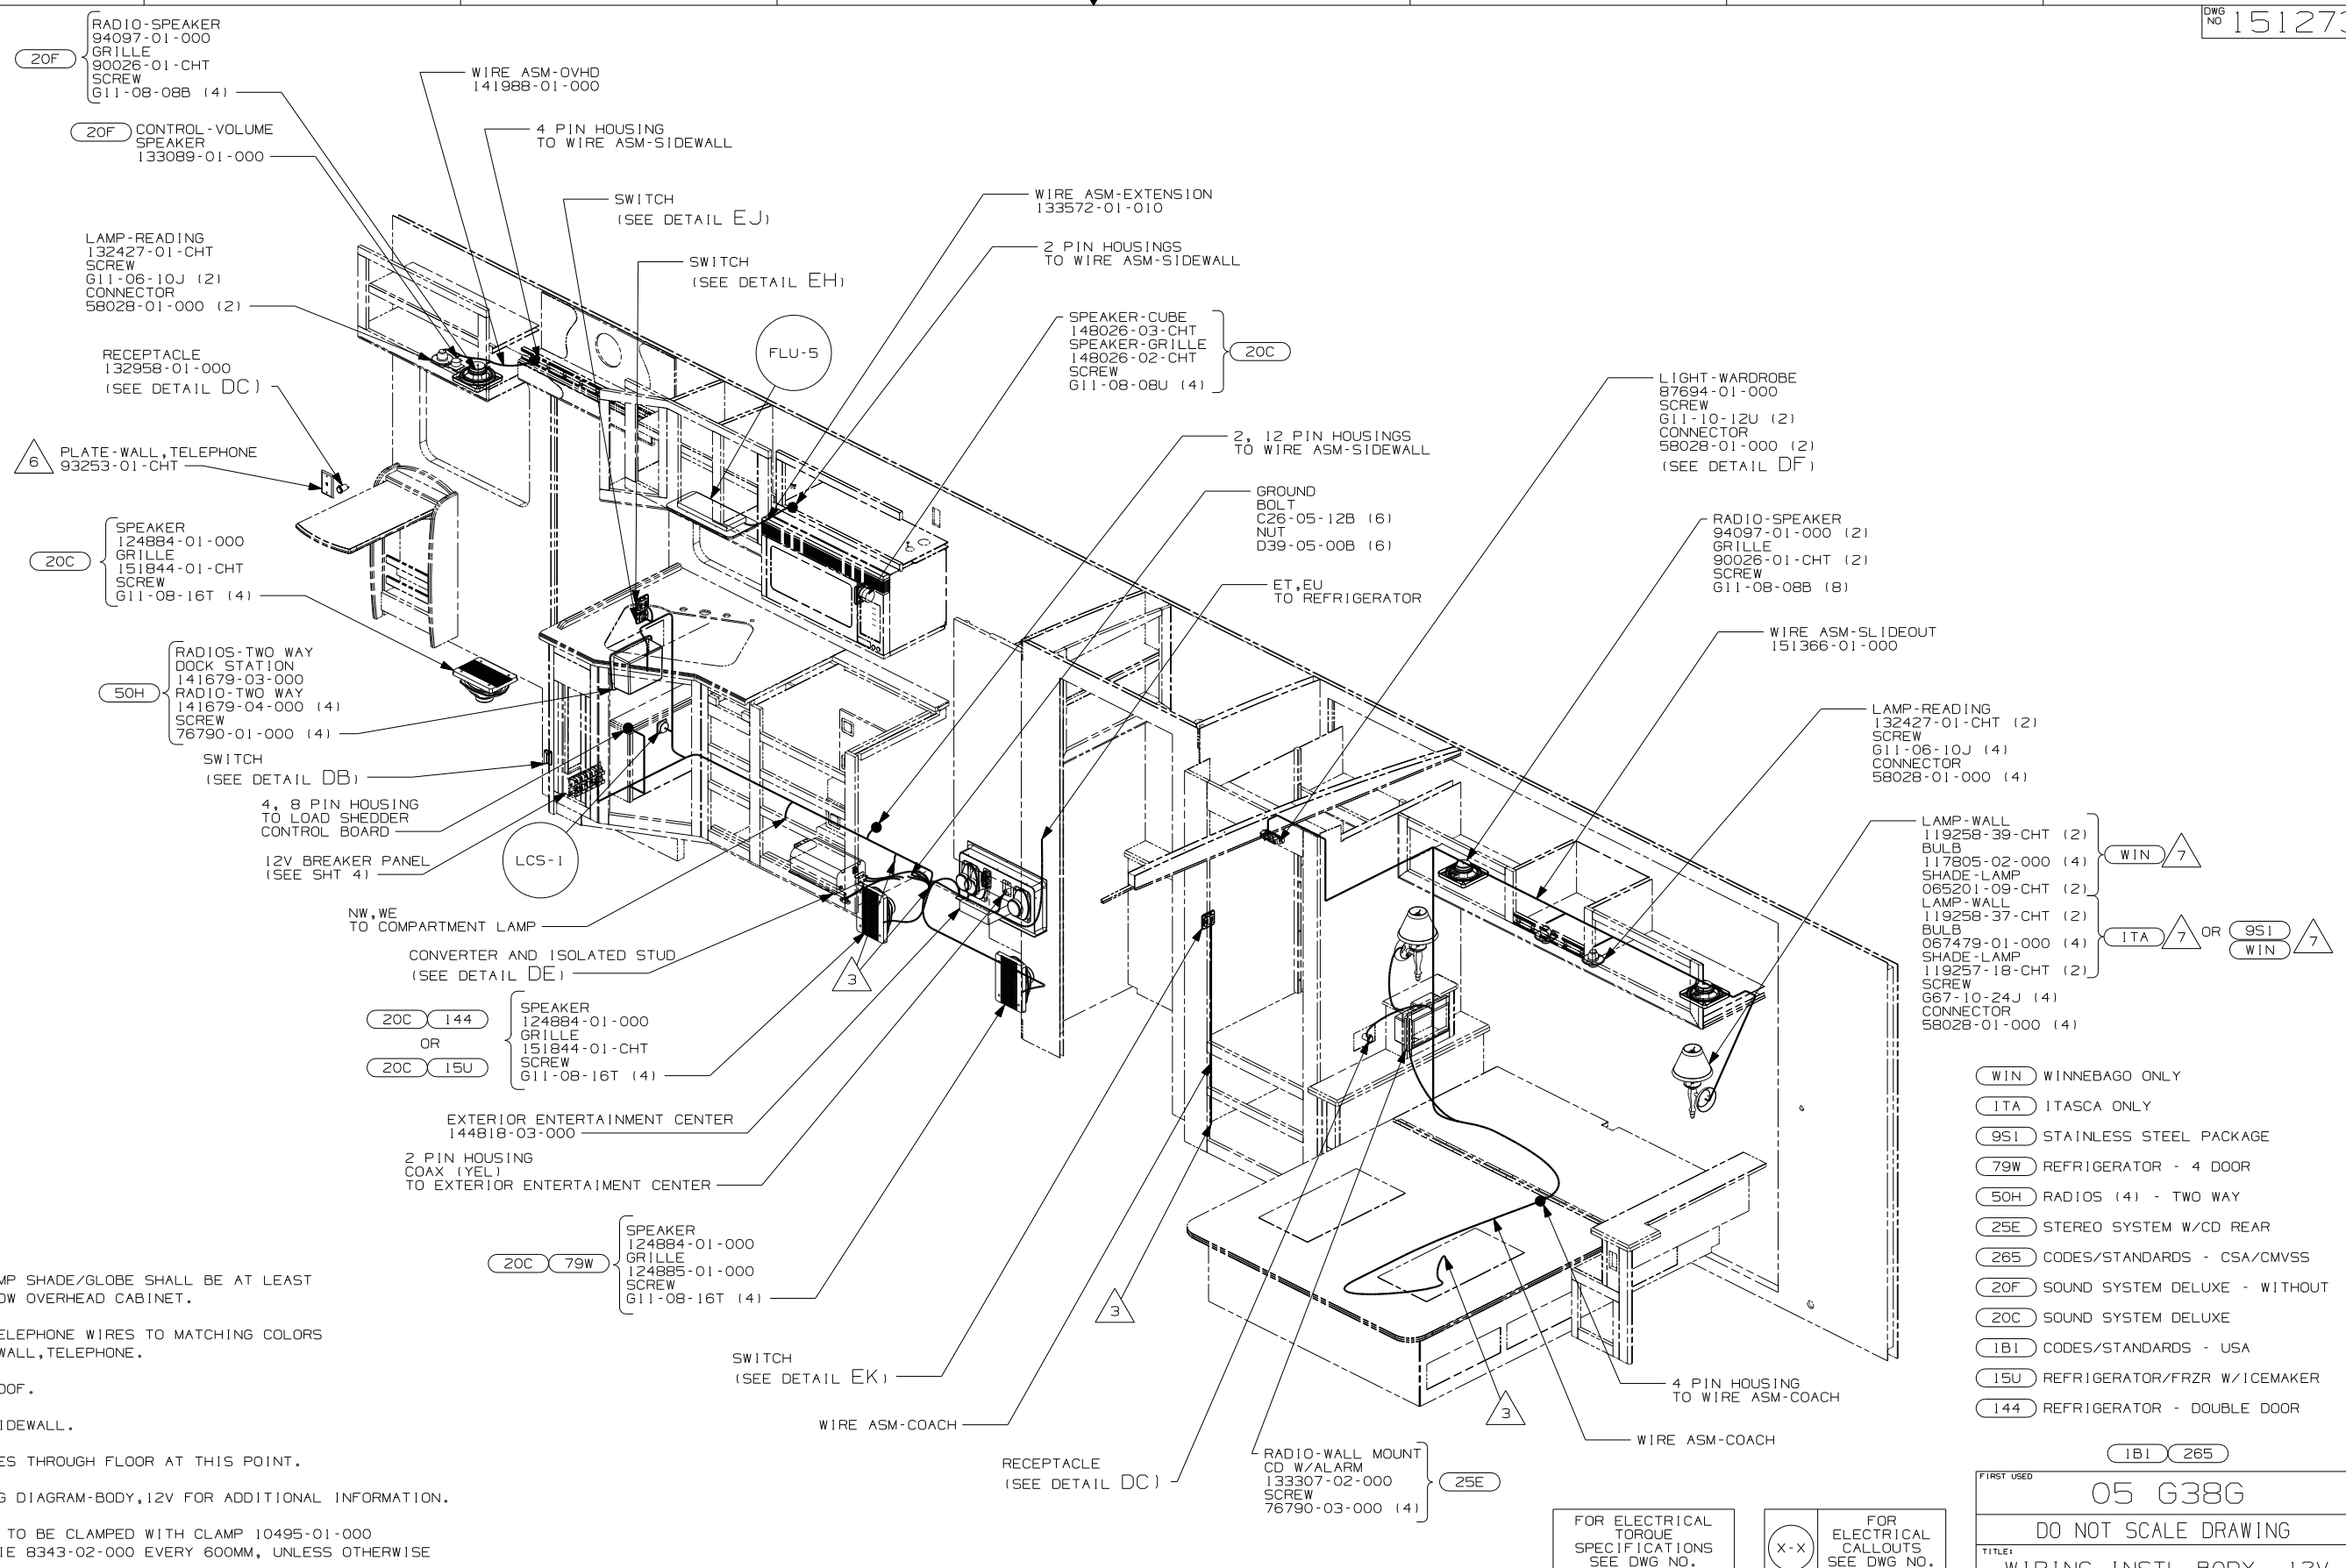 DWG NO 151273
20F
RADIO-SPEAKER
94097-01-000
GRILLE
90026-01-CHT
SCREW
G11-08-08B (4)
20F
CONTROL-VOLUME
SPEAKER
133089-01-000
WIRE ASM-OVHD
141988-01-000
4 PIN HOUSING
TO WIRE ASM-SIDEWALL
SWITCH
(SEE DETAIL EJ)
SWITCH
(SEE DETAIL EH)
WIRE ASM-EXTENSION
133572-01-010
2 PIN HOUSINGS
TO WIRE ASM-SIDEWALL
LAMP-READING
132427-01-CHT
SCREW
G11-06-10J (2)
CONNECTOR
58028-01-000 (2)
RECEPTACLE
132958-01-000
(SEE DETAIL DC)
6
PLATE-WALL,TELEPHONE
93253-01-CHT
FLU-5
SPEAKER-CUBE
148026-03-CHT
SPEAKER-GRILLE
148026-02-CHT
SCREW
G11-08-08U (4)
20C
2, 12 PIN HOUSINGS
TO WIRE ASM-SIDEWALL
GROUND
BOLT
C26-05-12B (6)
NUT
D39-05-00B (6)
ET,EU
TO REFRIGERATOR
LIGHT-WARDROBE
87694-01-000
SCREW
G11-10-12U (2)
CONNECTOR
58028-01-000 (2)
(SEE DETAIL DF)
RADIO-SPEAKER
94097-01-000 (2)
GRILLE
90026-01-CHT (2)
SCREW
G11-08-08B (8)
WIRE ASM-SLIDEOUT
151366-01-000
LAMP-READING
132427-01-CHT (2)
SCREW
G11-06-10J (4)
CONNECTOR
58028-01-000 (4)
20C
SPEAKER
124884-01-000
GRILLE
151844-01-CHT
SCREW
G11-08-16T (4)
50H
RADIOS-TWO WAY
DOCK STATION
141679-03-000
RADIO-TWO WAY
141679-04-000 (4)
SCREW
76790-01-000 (4)
SWITCH
(SEE DETAIL DB)
4, 8 PIN HOUSING
TO LOAD SHEDDER
CONTROL BOARD
12V BREAKER PANEL
(SEE SHT 4)
LCS-1
NW,WE
TO COMPARTMENT LAMP
CONVERTER AND ISOLATED STUD
(SEE DETAIL DE)
3
20C 144
OR
20C 15U
SPEAKER
124884-01-000
GRILLE
151844-01-CHT
SCREW
G11-08-16T (4)
EXTERIOR ENTERTAINMENT CENTER
144818-03-000
2 PIN HOUSING
COAX (YEL)
TO EXTERIOR ENTERTAIMENT CENTER
20C 79W
SPEAKER
124884-01-000
GRILLE
124885-01-000
SCREW
G11-08-16T (4)
LAMP-WALL
119258-39-CHT (2)
BULB
117805-02-000 (4)
SHADE-LAMP
065201-09-CHT (2)
WIN 7
LAMP-WALL
119258-37-CHT (2)
BULB
067479-01-000 (4)
SHADE-LAMP
119257-18-CHT (2)
ITA 7 OR 9S1 WIN 7
SCREW
G67-10-24J (4)
CONNECTOR
58028-01-000 (4)
WIN WINNEBAGO ONLY
ITA ITASCA ONLY
9S1 STAINLESS STEEL PACKAGE
79W REFRIGERATOR - 4 DOOR
50H RADIOS (4) - TWO WAY
25E STEREO SYSTEM W/CD REAR
265 CODES/STANDARDS - CSA/CMVSS
20F SOUND SYSTEM DELUXE - WITHOUT
20C SOUND SYSTEM DELUXE
1B1 CODES/STANDARDS - USA
15U REFRIGERATOR/FRZR W/ICEMAKER
144 REFRIGERATOR - DOUBLE DOOR
1B1 265
MP SHADE/GLOBE SHALL BE AT LEAST
OW OVERHEAD CABINET.
ELEPHONE WIRES TO MATCHING COLORS
WALL,TELEPHONE.
OOF.
IDEWALL.
ES THROUGH FLOOR AT THIS POINT.
G DIAGRAM-BODY,12V FOR ADDITIONAL INFORMATION.
TO BE CLAMPED WITH CLAMP 10495-01-000
IE 8343-02-000 EVERY 600MM, UNLESS OTHERWISE
SWITCH
(SEE DETAIL EK)
3
WIRE ASM-COACH
RECEPTACLE
(SEE DETAIL DC)
RADIO-WALL MOUNT
CD W/ALARM
133307-02-000
SCREW
76790-03-000 (4)
25E
3
4 PIN HOUSING
TO WIRE ASM-COACH
WIRE ASM-COACH
FOR ELECTRICAL
TORQUE
SPECIFICATIONS
SEE DWG NO.
X-X
FOR
ELECTRICAL
CALLOUTS
SEE DWG NO.
FIRST USED
05 G38G
DO NOT SCALE DRAWING
TITLE:
WIRING INSTL-BODY, 12V